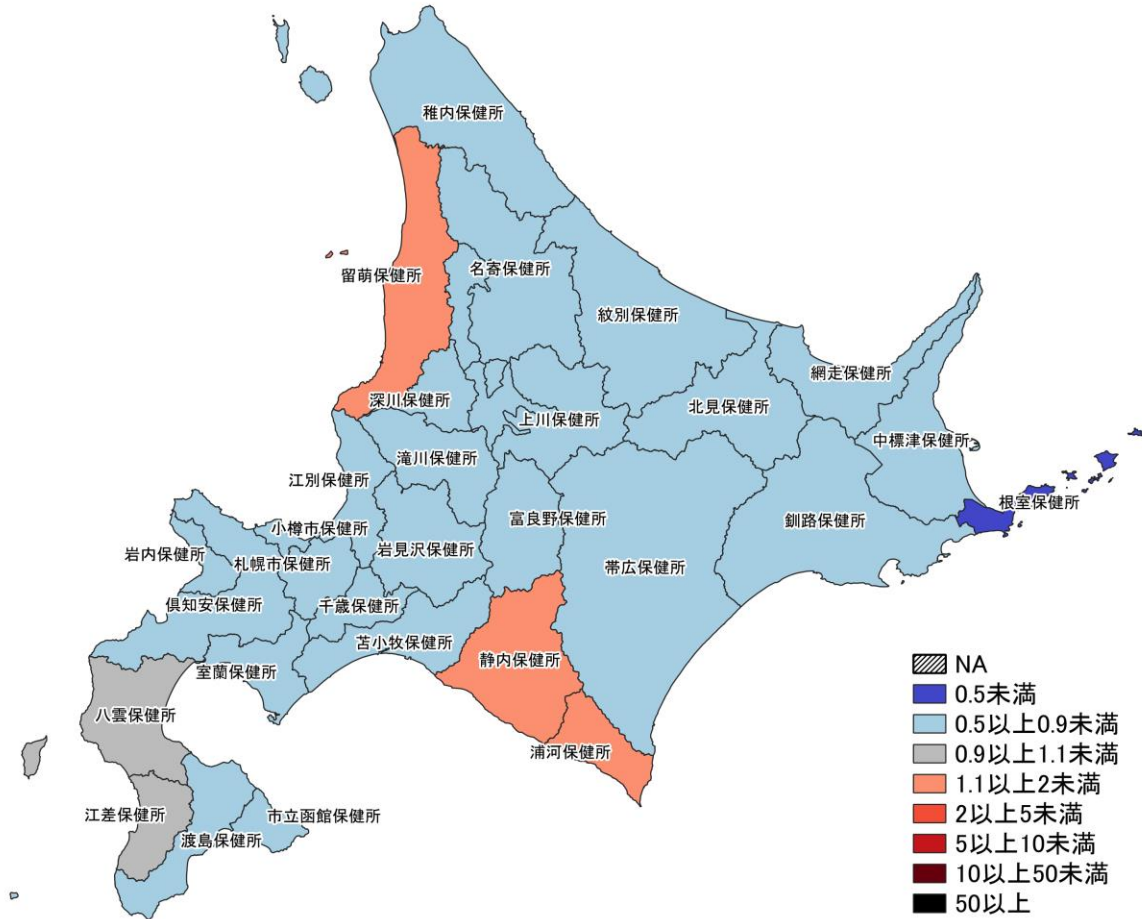 稚内保健所
留萌保健所
名寄保健所
紋別保健所
網走保健所
深川保健所
上川保健所
北見保健所
中標津保健所
滝川保健所
江別保健所
根室保健所
小樽市保健所
富良野保健所
釧路保健所
岩内保健所
札幌市保健所
岩見沢保健所
帯広保健所
倶知安保健所
千歳保健所
苫小牧保健所
静内保健所
室蘭保健所
八雲保健所
浦河保健所
江差保健所
市立函館保健所
渡島保健所
NA
0.5未満
0.5以上0.9未満
0.9以上1.1未満
1.1以上2未満
2以上5未満
5以上10未満
10以上50未満
50以上